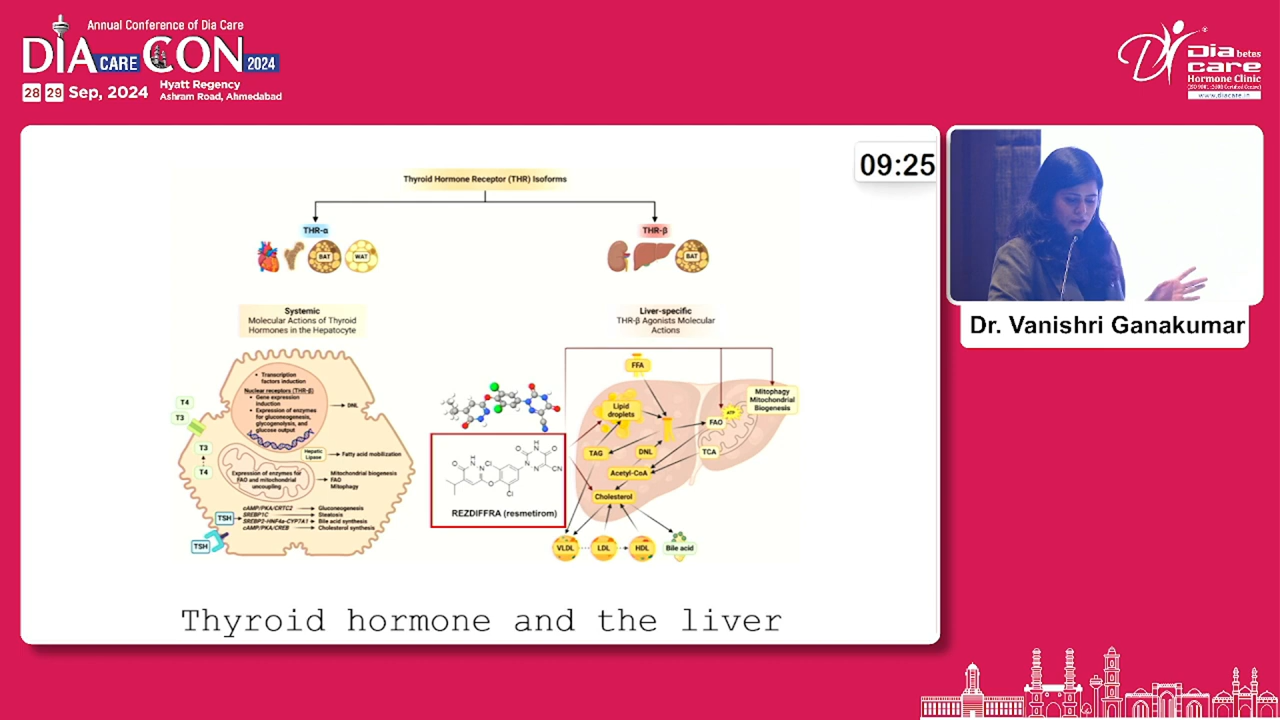 Annual Conference of Dia Care
DIA CARE CON 2024
28 29 Sep, 2024
Hyatt Regency
Ashram Road, Ahmedabad
Diabetes
care
Hormone Clinic
www.diacare.in
09:25
Thyroid Hormone Receptor (THR) Isoforms
THR-α
THR-β
BAT
WAT
BAT
Systemic
Molecular Actions of Thyroid
Hormones in the Hepatocyte
Liver-specific
THR-β Agonists Molecular
Actions
• Transcription
factors induction
Nuclear receptors (THR-β)
• Gene expression
induction
• Expression of enzymes
for gluconeogenesis,
glycogenolysis, and
glucose output
DNL
T4
T3
T3
T4
Hepatic
Lipase
Fatty acid mobilization
Expression of enzymes for
FAO and mitochondrial
uncoupling
Mitochondrial biogenesis
FAO
Mitophagy
TSH
cAMP/PKA/CRTC2
Gluconeogenesis
SREBP1C
Steatosis
SREBP2-HNF4a-CYP7A1
Bile acid synthesis
cAMP/PKA/CREB
Cholesterol synthesis
TSH
REZDIFFRA (resmetirom)
FFA
Lipid
droplets
ATP
Mitophagy
Mitochondrial
Biogenesis
FAO
TAG
DNL
TCA
Acetyl-CoA
Cholesterol
VLDL
LDL
HDL
Bile acid
Thyroid hormone and the liver
Dr. Vanishri Ganakumar